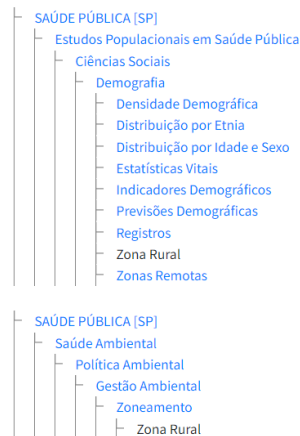 SAÚDE PÚBLICA [SP]
Estudos Populacionais em Saúde Pública
Ciências Sociais
Demografia
Densidade Demográfica
Distribuição por Etnia
Distribuição por Idade e Sexo
Estatísticas Vitais
Indicadores Demográficos
Previsões Demográficas
Registros
Zona Rural
Zonas Remotas
SAÚDE PÚBLICA [SP]
Saúde Ambiental
Política Ambiental
Gestão Ambiental
Zoneamento
Zona Rural